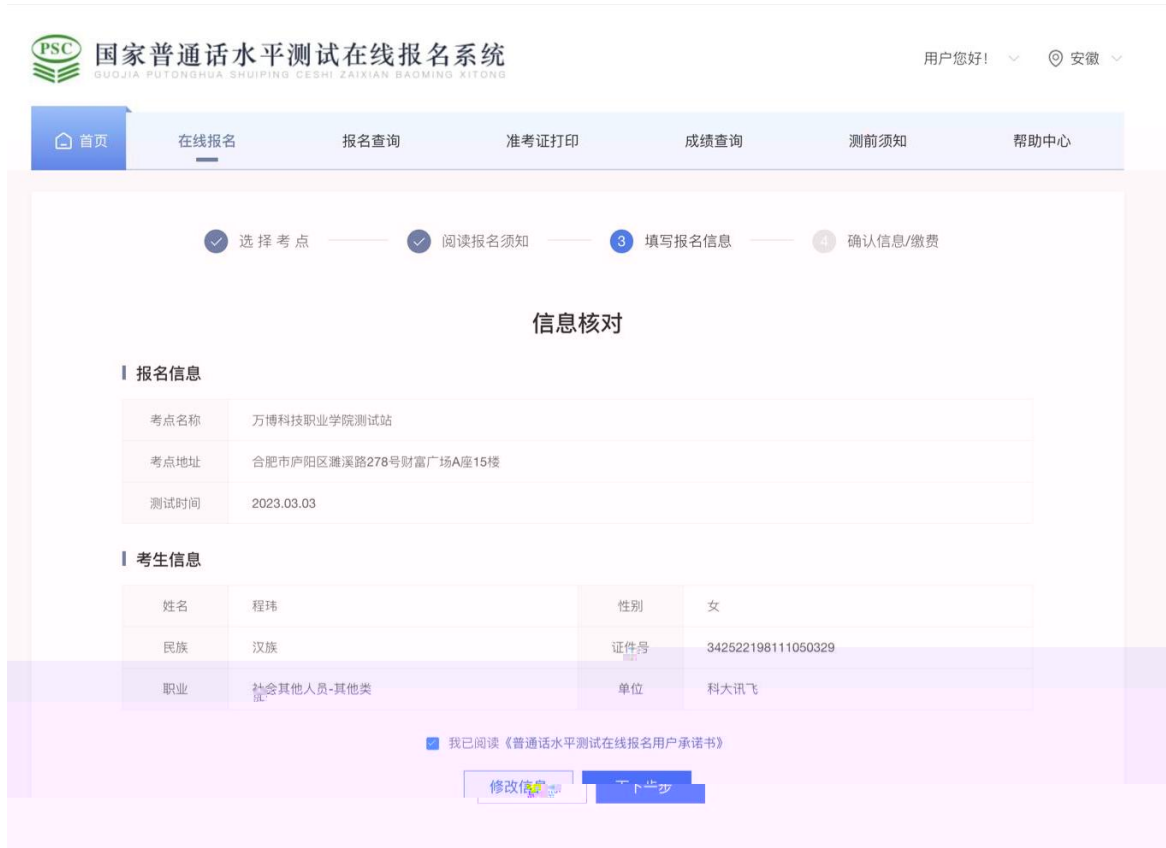 PSC 国家普通话水平测试在线报名系统
GUOJIA PUTONGHUA SHUIPING CESHI ZAIXIAN BAOMING XITONG
用户您好! 安徽
首页 在线报名 报名查询 准考证打印 成绩查询 测前须知 帮助中心
选择考点 阅读报名须知 3 填写报名信息 4 确认信息/缴费
信息核对
报名信息
考点名称 万博科技职业学院测试站
考点地址 合肥市庐阳区濉溪路278号财富广场A座15楼
测试时间 2023.03.03
考生信息
姓名 程玮 性别 女
民族 汉族 证件号 342522198111050329
职业 社会其他人员-其他类 单位 科大讯飞
我已阅读《普通话水平测试在线报名用户承诺书》
修改信息 下一步